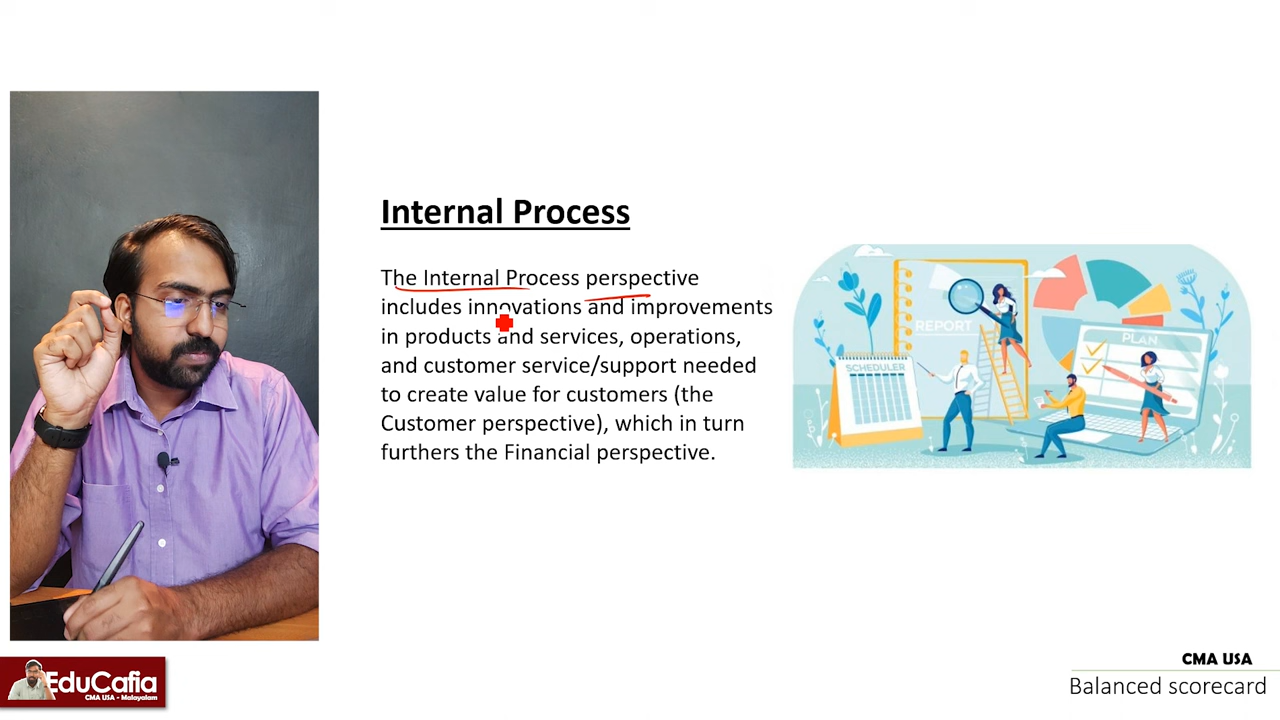 Internal Process
The Internal Process perspective
includes innovations and improvements
in products and services, operations,
and customer service/support needed
to create value for customers (the
Customer perspective), which in turn
furthers the Financial perspective.
REPORT
SCHEDULER
PLAN
EduCafia
CMA USA - Malayalam
CMA USA
Balanced scorecard